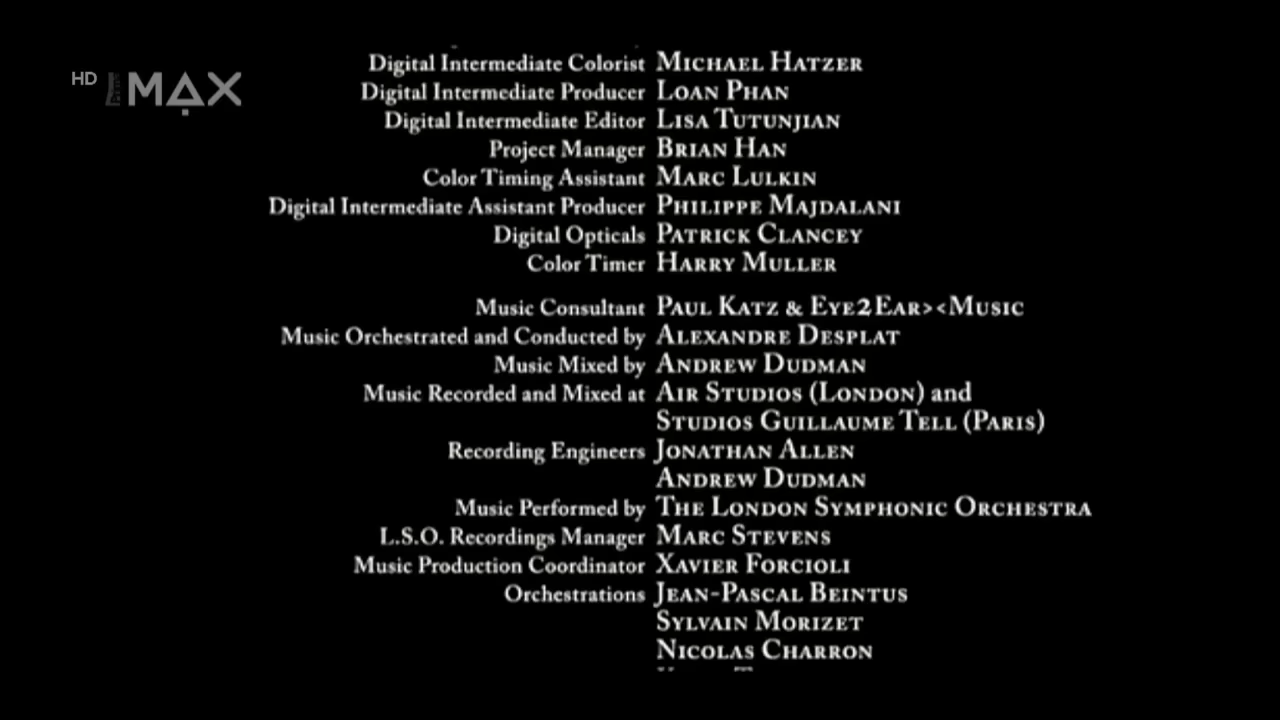 HD
MAX
Digital Intermediate Colorist MICHAEL HATZER
Digital Intermediate Producer LOAN PHAN
Digital Intermediate Editor LISA TUTUNJIAN
Project Manager BRIAN HAN
Color Timing Assistant MARC LULKIN
Digital Intermediate Assistant Producer PHILIPPE MAJDALANI
Digital Opticals PATRICK CLANCEY
Color Timer HARRY MULLER
Music Consultant PAUL KATZ & EYE2EAR><MUSIC
Music Orchestrated and Conducted by ALEXANDRE DESPLAT
Music Mixed by ANDREW DUDMAN
Music Recorded and Mixed at AIR STUDIOS (LONDON) and
STUDIOS GUILLAUME TELL (PARIS)
Recording Engineers JONATHAN ALLEN
ANDREW DUDMAN
Music Performed by THE LONDON SYMPHONIC ORCHESTRA
L.S.O. Recordings Manager MARC STEVENS
Music Production Coordinator XAVIER FORCIOLI
Orchestrations JEAN-PASCAL BEINTUS
SYLVAIN MORIZET
NICOLAS CHARRON